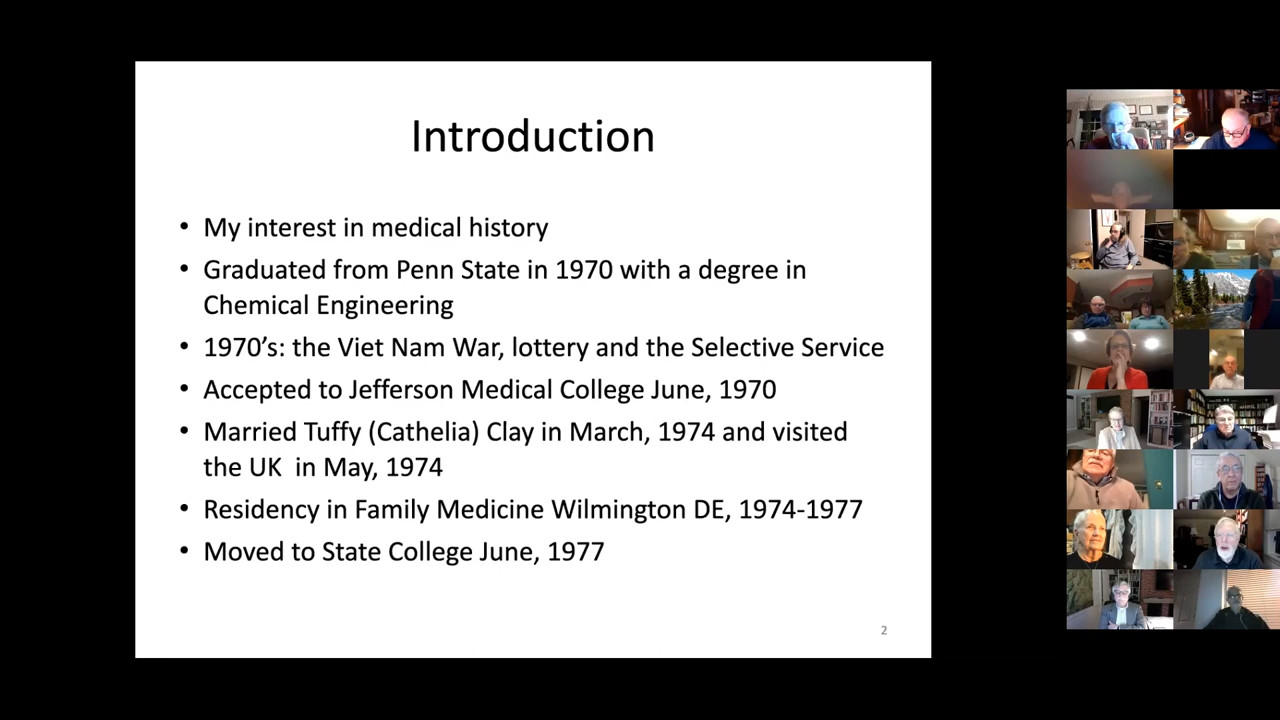 Introduction
• My interest in medical history
• Graduated from Penn State in 1970 with a degree in
Chemical Engineering
• 1970’s: the Viet Nam War, lottery and the Selective Service
• Accepted to Jefferson Medical College June, 1970
• Married Tuffy (Cathelia) Clay in March, 1974 and visited
the UK  in May, 1974
• Residency in Family Medicine Wilmington DE, 1974-1977
• Moved to State College June, 1977
2